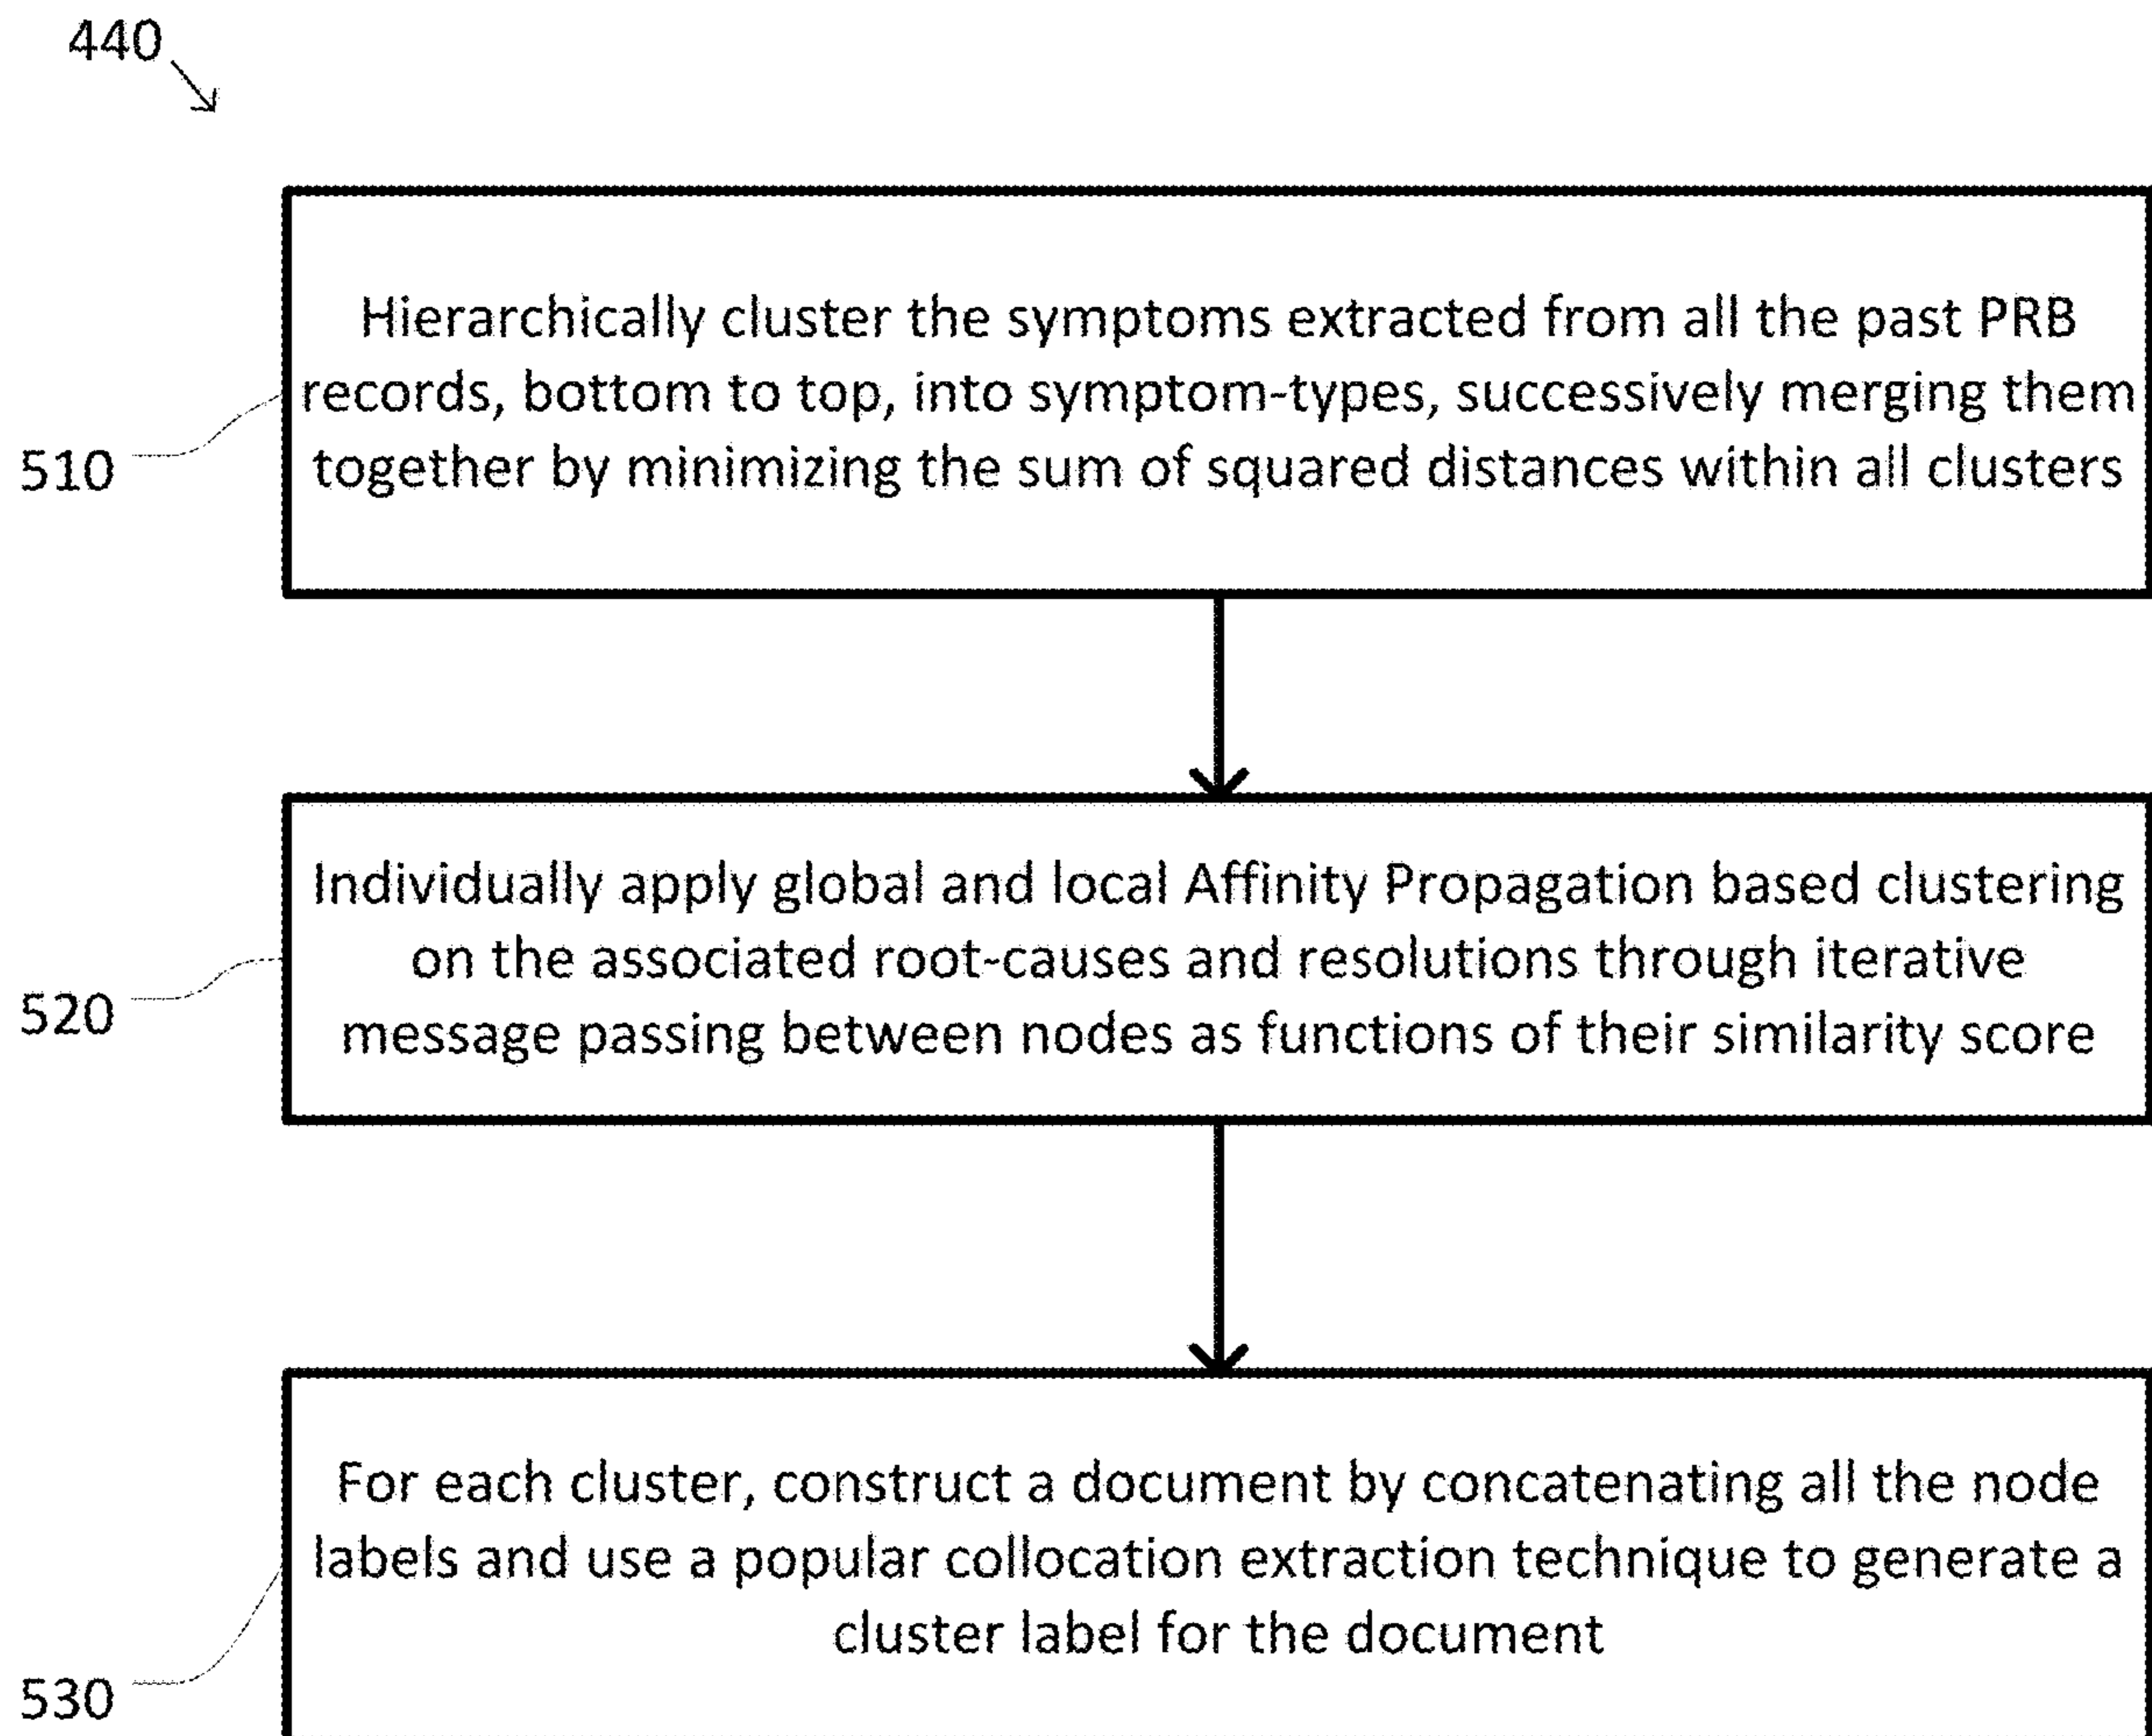 440
Hierarchically cluster the symptoms extracted from all the past PRB
records, bottom to top, into symptom-types, successively merging them
together by minimizing the sum of squared distances within all clusters
510
Individually apply global and local Affinity Propagation based clustering
on the associated root-causes and resolutions through iterative
message passing between nodes as functions of their similarity score
520
For each cluster, construct a document by concatenating all the node
labels and use a popular collocation extraction technique to generate a
cluster label for the document
530